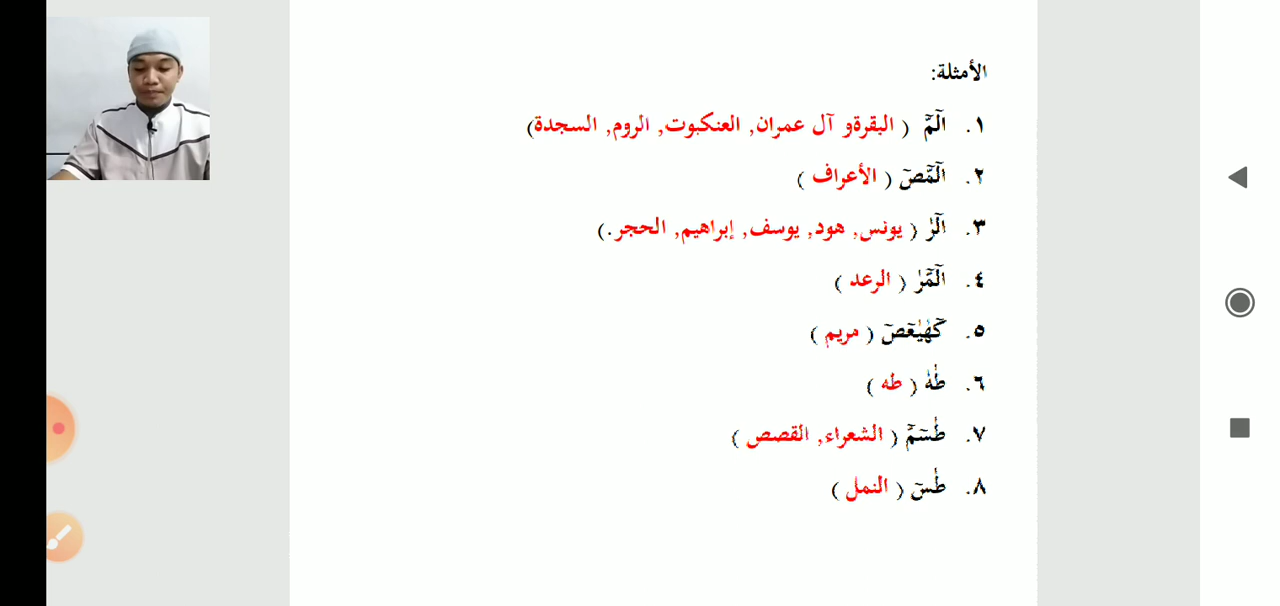 الأمثلة:
١. الٓمٓ ( البقرةو آل عمران, العنكبوت, الروم, السجدة)
٢. الٓمٓصٓ ( الأعراف )
٣. الٓرٰ ( يونس, هود, يوسف, إبراهيم, الحجر.)
٤. الٓمٓرٰ ( الرعد )
٥. كٓهٰيٰعٓصٓ ( مريم )
٦. طٰهٰ ( طه )
٧. طٰسٓمٓ ( الشعراء, القصص )
٨. طٰسٓ ( النمل )